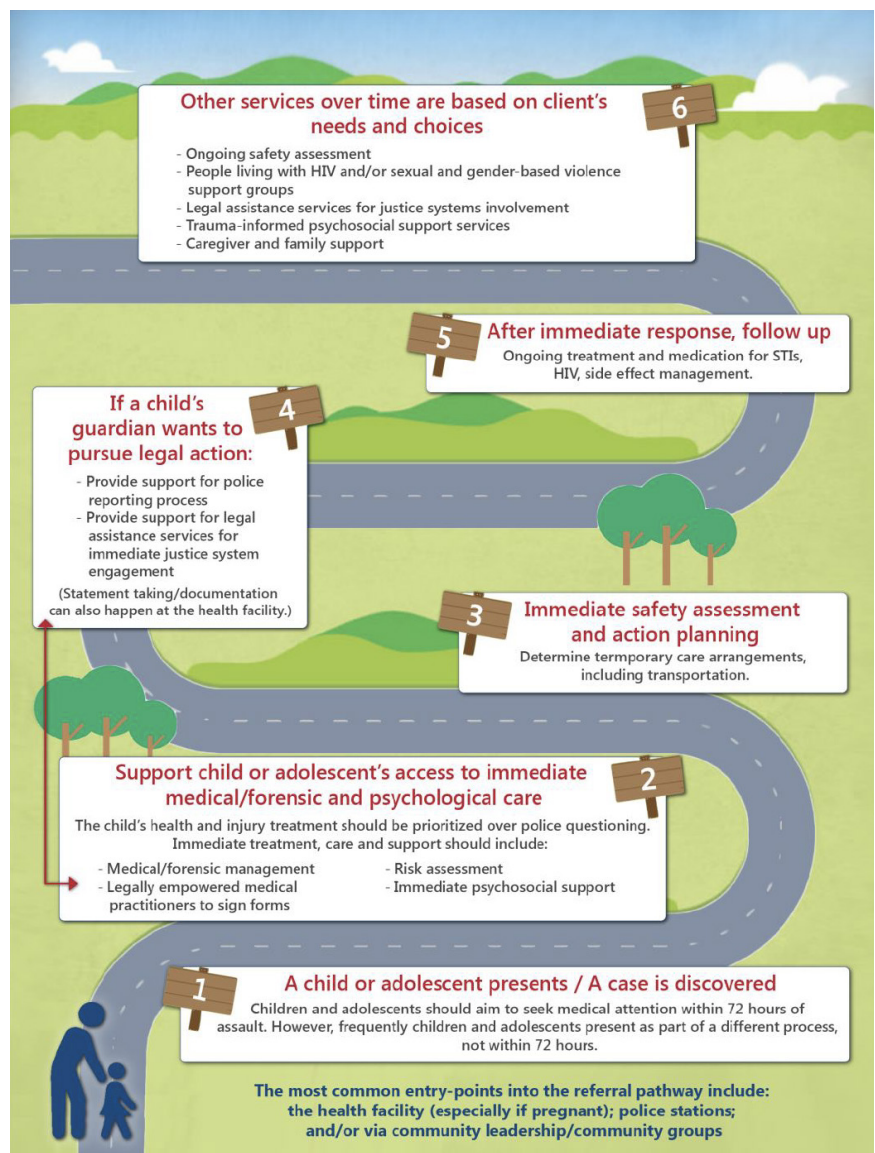 Other services over time are based on client's
needs and choices
6
- Ongoing safety assessment
- People living with HIV and/or sexual and gender-based violence
support groups
- Legal assistance services for justice systems involvement
- Trauma-informed psychosocial support services
- Caregiver and family support
5
After immediate response, follow up
Ongoing treatment and medication for STIs,
HIV, side effect management.
4
If a child's
guardian wants to
pursue legal action:
- Provide support for police
reporting process
- Provide support for legal
assistance services for
immediate justice system
engagement
(Statement taking/documentation
can also happen at the health facility.)
3
Immediate safety assessment
and action planning
Determine termporary care arrangements,
including transportation.
2
Support child or adolescent's access to immediate
medical/forensic and psychological care
The child's health and injury treatment should be prioritized over police questioning.
Immediate treatment, care and support should include:
- Medical/forensic management
- Legally empowered medical
practitioners to sign forms
- Risk assessment
- Immediate psychosocial support
1
A child or adolescent presents / A case is discovered
Children and adolescents should aim to seek medical attention within 72 hours of
assault. However, frequently children and adolescents present as part of a different process,
not within 72 hours.
The most common entry-points into the referral pathway include:
the health facility (especially if pregnant); police stations;
and/or via community leadership/community groups